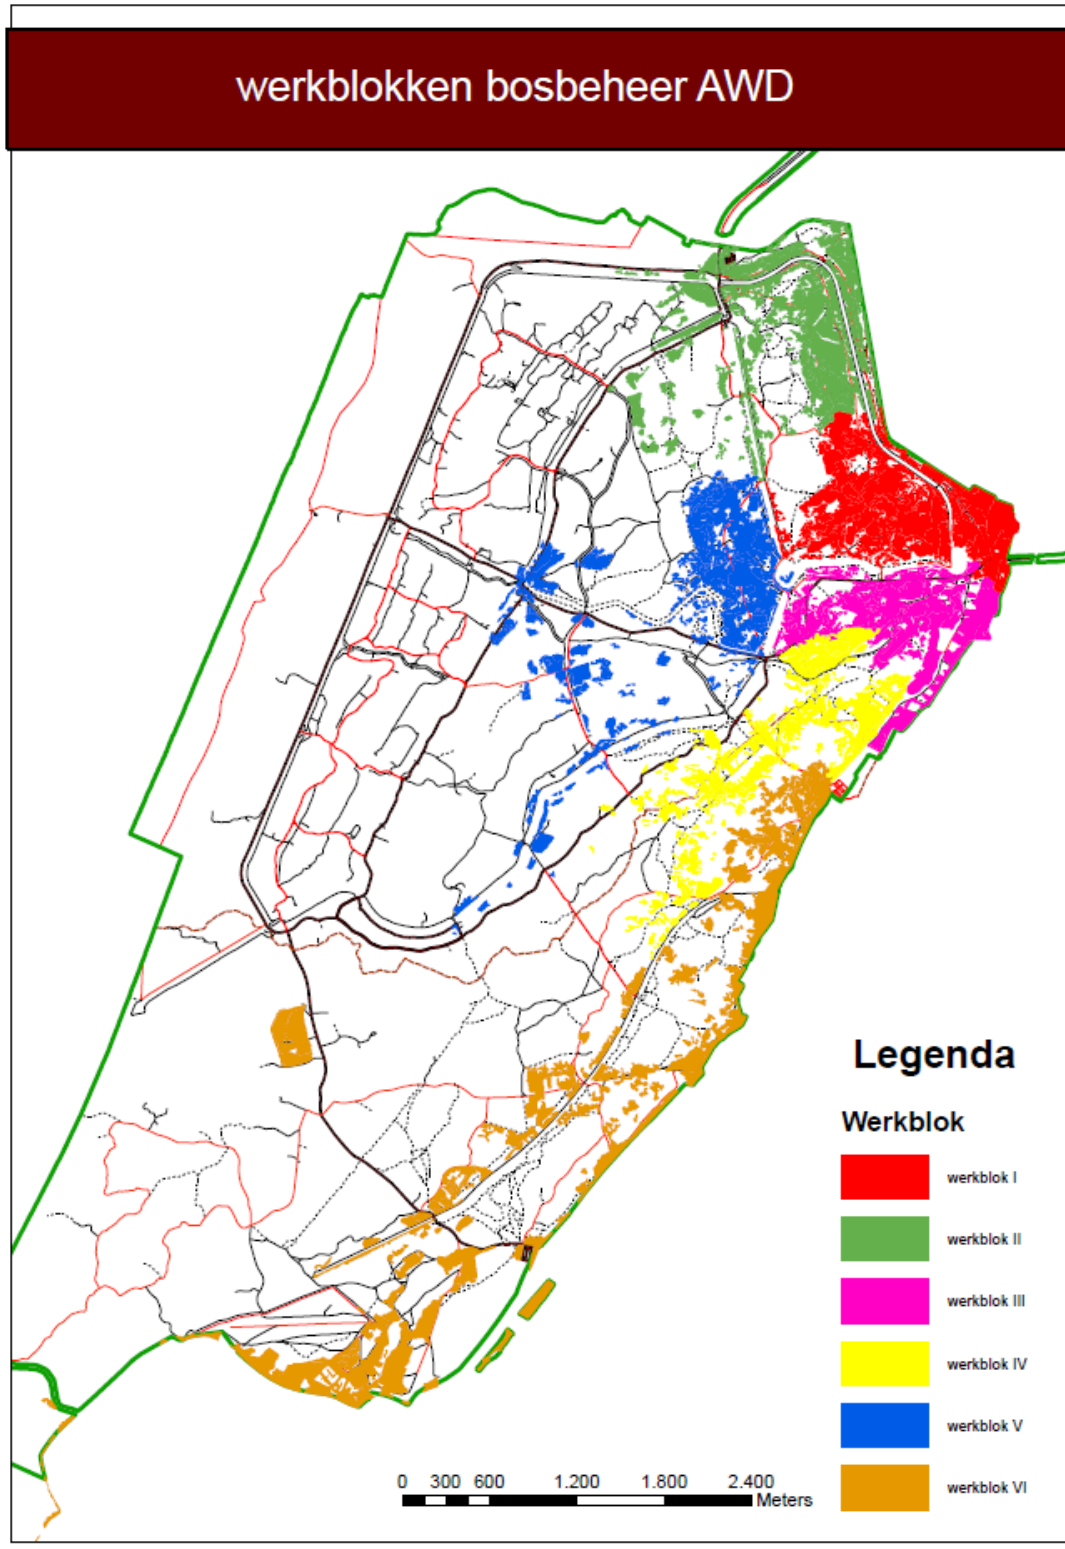 werkblokken bosbeheer AWD
Legenda
Werkblok
werkblok I
werkblok II
werkblok III
werkblok IV
werkblok V
werkblok VI
0 300 600 1.200 1.800 2.400
Meters